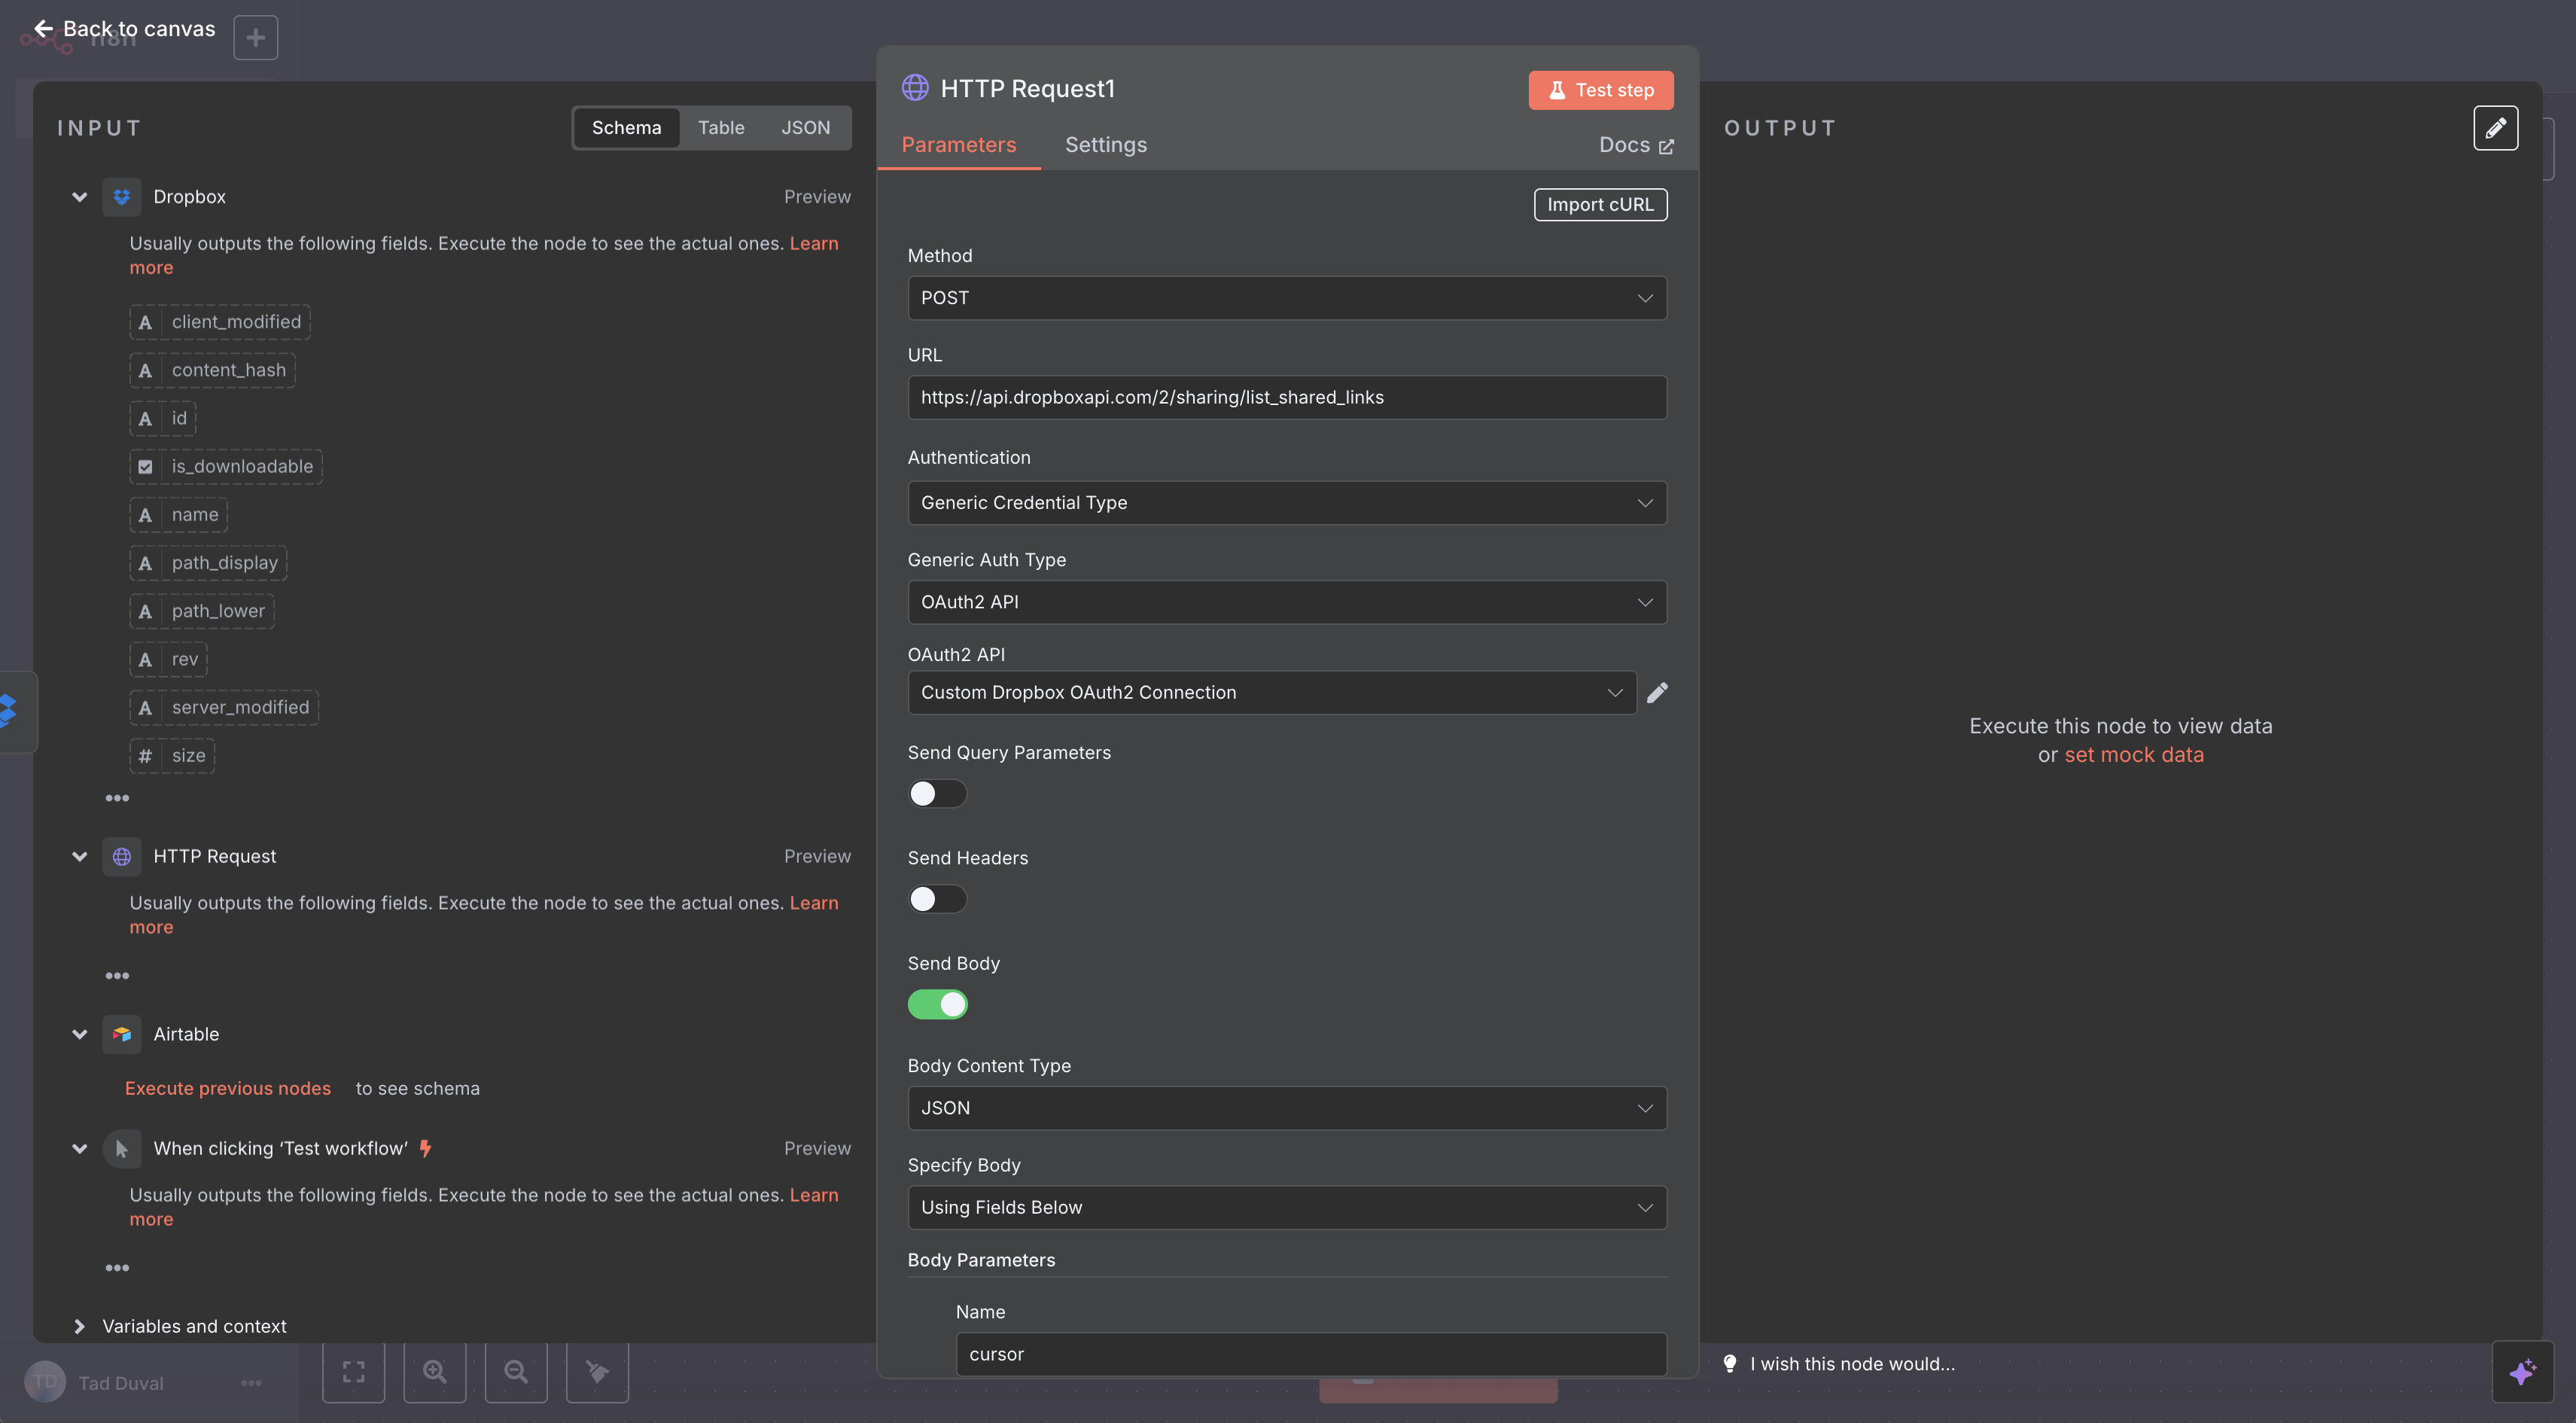 Back to canvas
n8n
INPUT
Schema
Table
JSON
Dropbox
Preview
Usually outputs the following fields. Execute the node to see the actual ones. Learn
more
A client_modified
A content_hash
A id
is_downloadable
A name
A path_display
A path_lower
A rev
A server_modified
# size
HTTP Request
Preview
Usually outputs the following fields. Execute the node to see the actual ones. Learn
more
Airtable
Execute previous nodes to see schema
When clicking ‘Test workflow’
Preview
Usually outputs the following fields. Execute the node to see the actual ones. Learn
more
Variables and context
TD
Tad Duval
HTTP Request1
Test step
Parameters
Settings
Docs
Import cURL
Method
POST
URL
https://api.dropboxapi.com/2/sharing/list_shared_links
Authentication
Generic Credential Type
Generic Auth Type
OAuth2 API
OAuth2 API
Custom Dropbox OAuth2 Connection
Send Query Parameters
Send Headers
Send Body
Body Content Type
JSON
Specify Body
Using Fields Below
Body Parameters
Name
cursor
OUTPUT
Execute this node to view data
or set mock data
I wish this node would...